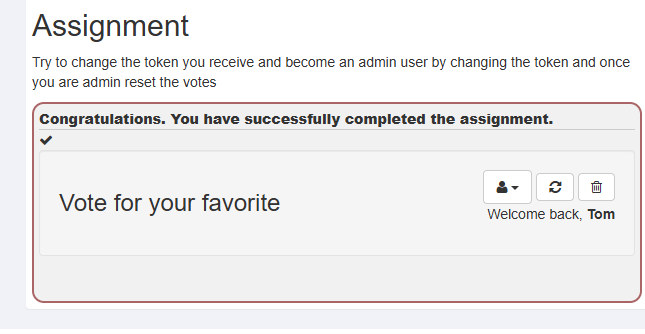 Assignment
Try to change the token you receive and become an admin user by changing the token and once
you are admin reset the votes
Congratulations. You have successfully completed the assignment.
Vote for your favorite
Welcome back, Tom